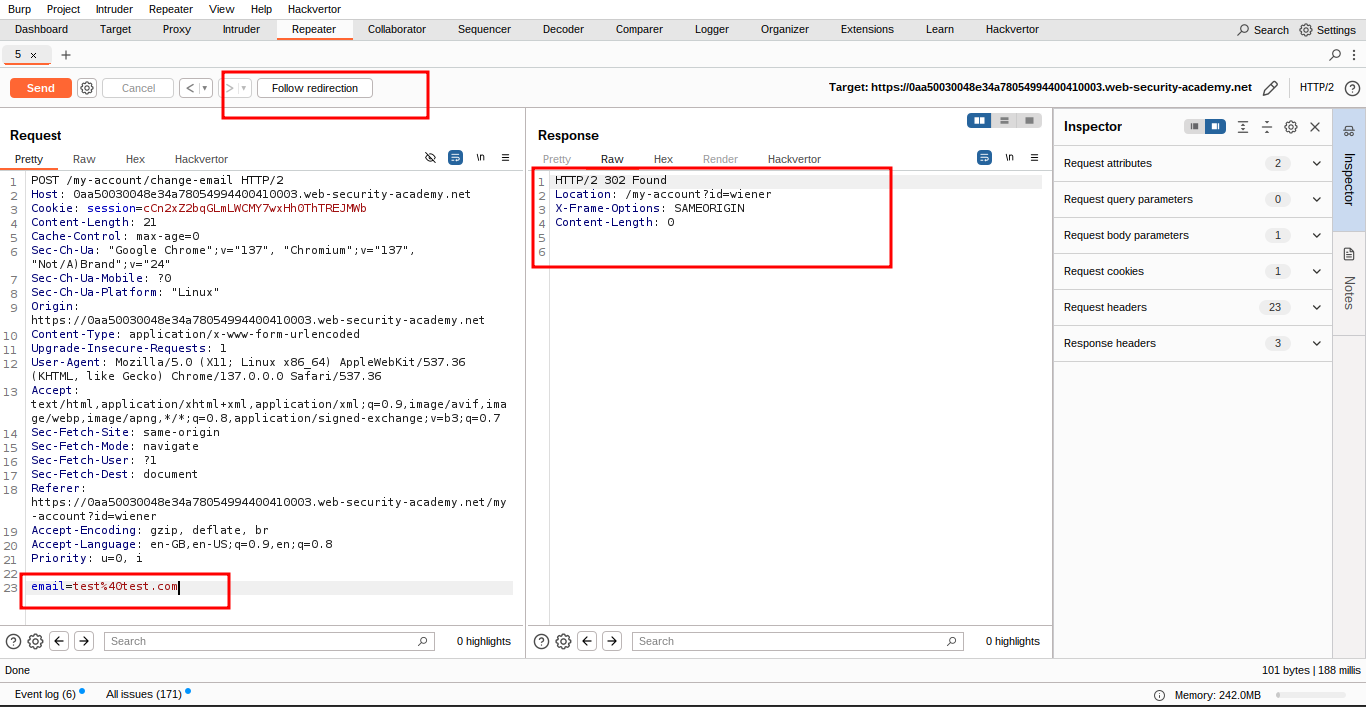 Burp Project Intruder Repeater View Help Hackvertor
Dashboard Target Proxy Intruder Repeater Collaborator Sequencer Decoder Comparer Logger Organizer Extensions Learn Hackvertor Search Settings
5 × +
Send Cancel < > Follow redirection Target: https://0aa50030048e34a78054994400410003.web-security-academy.net HTTP/2 ?
Request
Pretty Raw Hex Hackvertor \n
1 POST /my-account/change-email HTTP/2
2 Host: 0aa50030048e34a78054994400410003.web-security-academy.net
3 Cookie: session=cCn2xZ2bqGLmLWCMY7wxHh0ThTREJMWb
4 Content-Length: 21
5 Cache-Control: max-age=0
6 Sec-Ch-Ua: "Google Chrome";v="137", "Chromium";v="137",
"Not/A)Brand";v="24"
7 Sec-Ch-Ua-Mobile: ?0
8 Sec-Ch-Ua-Platform: "Linux"
9 Origin:
https://0aa50030048e34a78054994400410003.web-security-academy.net
10 Content-Type: application/x-www-form-urlencoded
11 Upgrade-Insecure-Requests: 1
12 User-Agent: Mozilla/5.0 (X11; Linux x86_64) AppleWebKit/537.36
(KHTML, like Gecko) Chrome/137.0.0.0 Safari/537.36
13 Accept:
text/html,application/xhtml+xml,application/xml;q=0.9,image/avif,ima
ge/webp,image/apng,*/*;q=0.8,application/signed-exchange;v=b3;q=0.7
14 Sec-Fetch-Site: same-origin
15 Sec-Fetch-Mode: navigate
16 Sec-Fetch-User: ?1
17 Sec-Fetch-Dest: document
18 Referer:
https://0aa50030048e34a78054994400410003.web-security-academy.net/my
-account?id=wiener
19 Accept-Encoding: gzip, deflate, br
20 Accept-Language: en-GB,en-US;q=0.9,en;q=0.8
21 Priority: u=0, i
22
23 email=test%40test.com
? Search 0 highlights
Response
Pretty Raw Hex Render Hackvertor \n
1 HTTP/2 302 Found
2 Location: /my-account?id=wiener
3 X-Frame-Options: SAMEORIGIN
4 Content-Length: 0
5
6
? Search 0 highlights
Inspector
Request attributes 2
Request query parameters 0
Request body parameters 1
Request cookies 1
Request headers 23
Response headers 3
Inspector
Notes
Done 101 bytes | 188 millis
Event log (6) All issues (171) Memory: 242.0MB